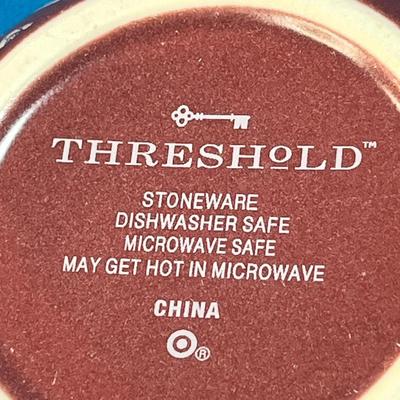 THRESHOLD™
STONEWARE
DISHWASHER SAFE
MICROWAVE SAFE
MAY GET HOT IN MICROWAVE
CHINA
®